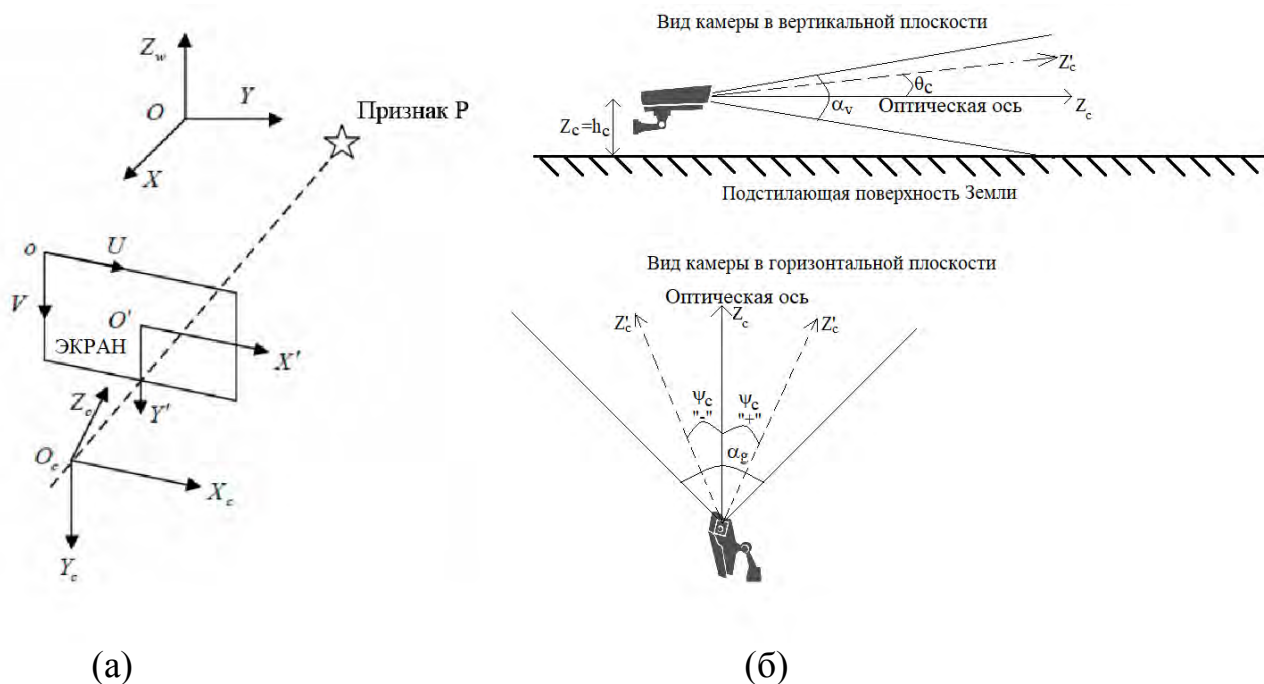 Z_w
O
Y
X
Признак P
o
U
V
O'
ЭКРАН
X'
Z_c
Y'
O_c
X_c
Y_c
(а)
Вид камеры в вертикальной плоскости
Z'_c
θ_c
α_v
Оптическая ось
Z_c
Z_c=h_c
Подстилающая поверхность Земли
Вид камеры в горизонтальной плоскости
Оптическая ось
Z'_c
Z_c
Z'_c
ψ_c
ψ_c
"-"
"+"
α_g
(б)